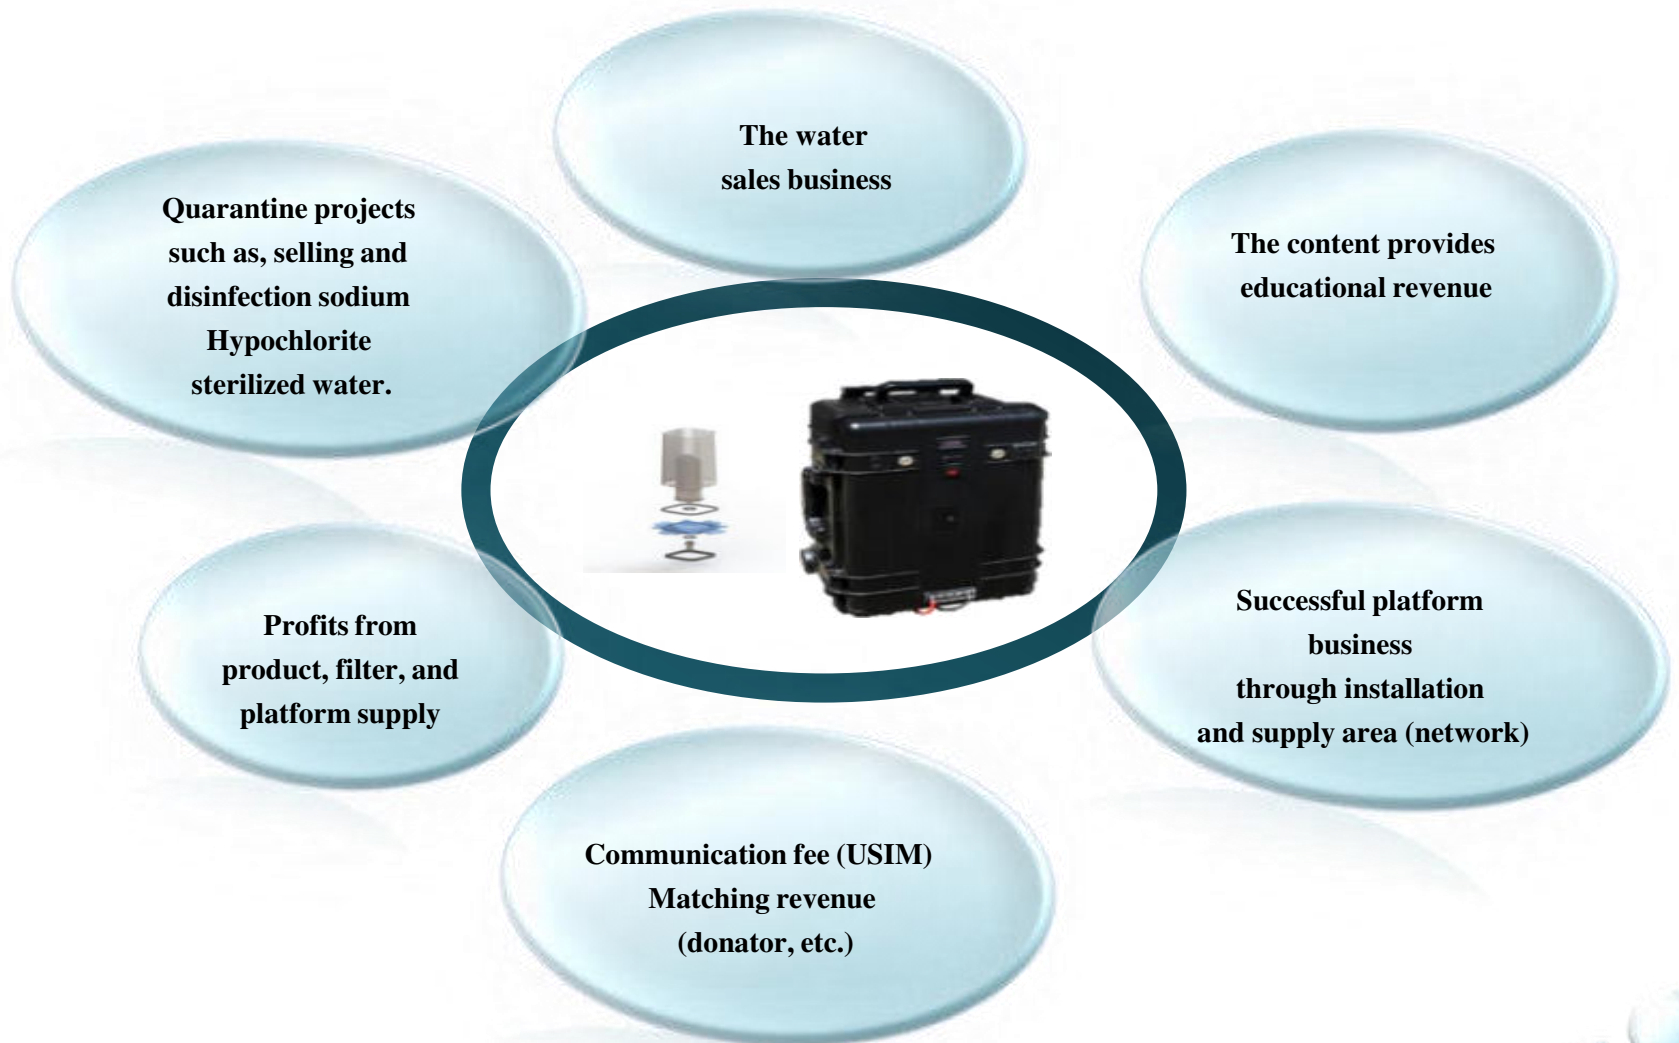 The water
sales business
Quarantine projects
such as, selling and
disinfection sodium
Hypochlorite
sterilized water.
The content provides
educational revenue
Profits from
product, filter, and
platform supply
Successful platform
business
through installation
and supply area (network)
Communication fee (USIM)
Matching revenue
(donator, etc.)